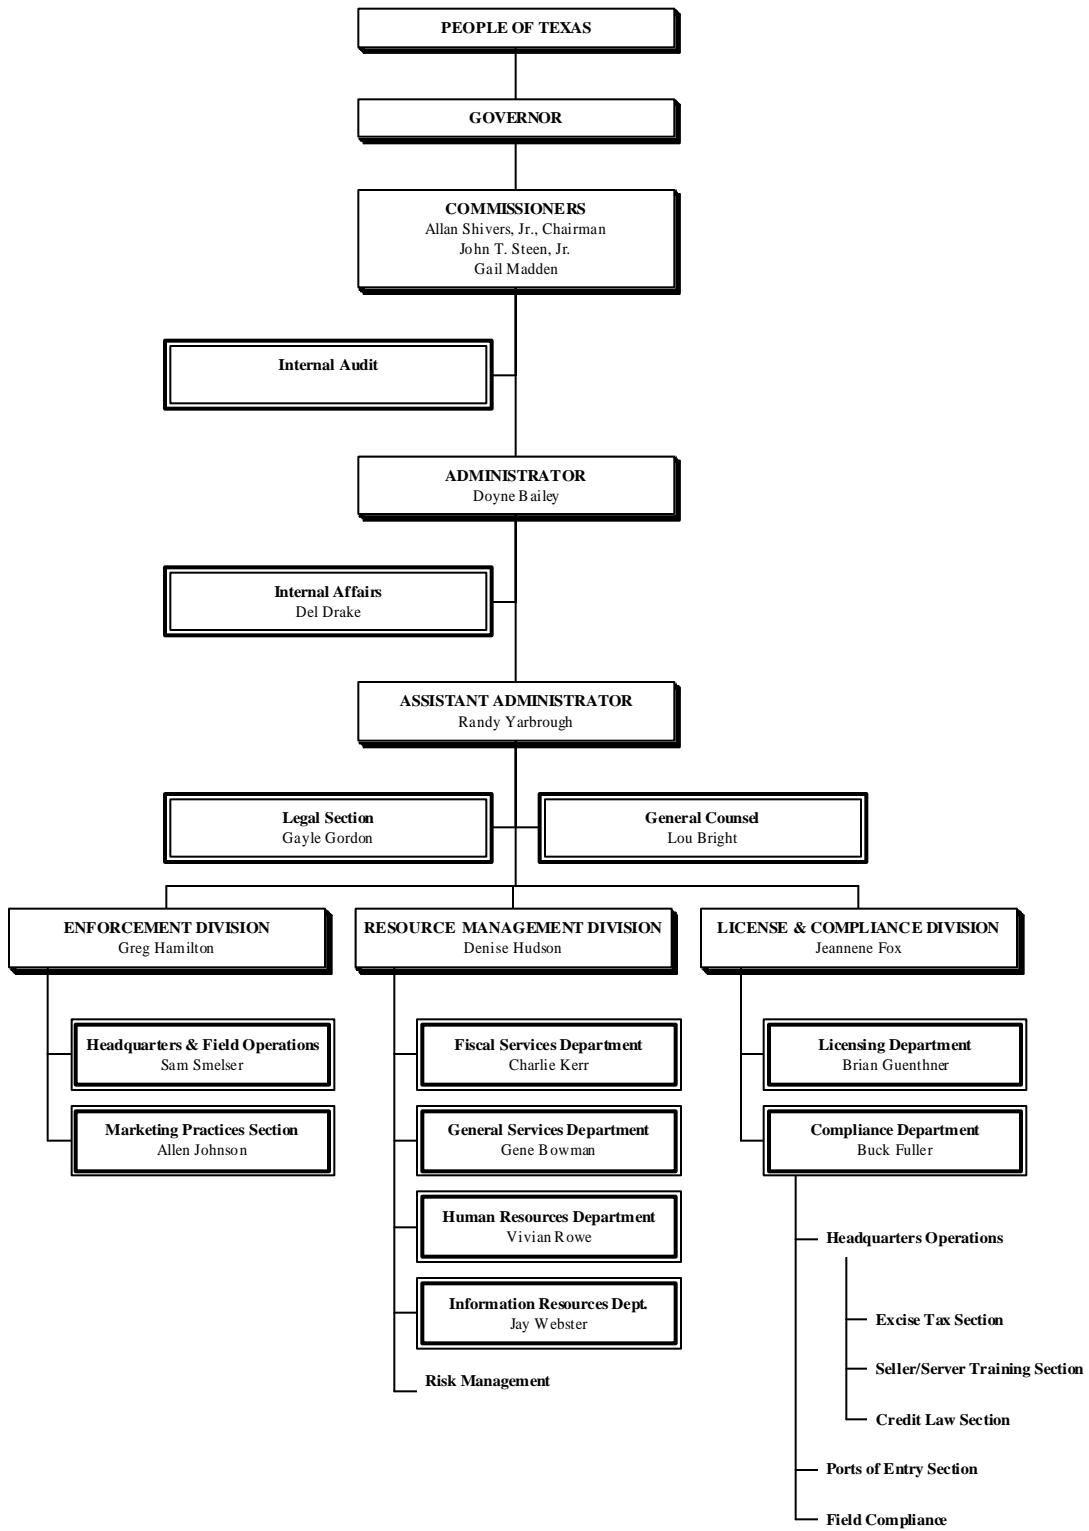 PEOPLE OF TEXAS
GOVERNOR
COMMISSIONERS
Allan Shivers, Jr., Chairman
John T. Steen, Jr.
Gail Madden
Internal Audit
ADMINISTRATOR
Doyne Bailey
Internal Affairs
Del Drake
ASSISTANT ADMINISTRATOR
Randy Yarbrough
Legal Section
Gayle Gordon
General Counsel
Lou Bright
ENFORCEMENT DIVISION
Greg Hamilton
Headquarters & Field Operations
Sam Smelser
Marketing Practices Section
Allen Johnson
RESOURCE MANAGEMENT DIVISION
Denise Hudson
Fiscal Services Department
Charlie Kerr
General Services Department
Gene Bowman
Human Resources Department
Vivian Rowe
Information Resources Dept.
Jay Webster
Risk Management
LICENSE & COMPLIANCE DIVISION
Jeannene Fox
Licensing Department
Brian Guenthner
Compliance Department
Buck Fuller
Headquarters Operations
Excise Tax Section
Seller/Server Training Section
Credit Law Section
Ports of Entry Section
Field Compliance